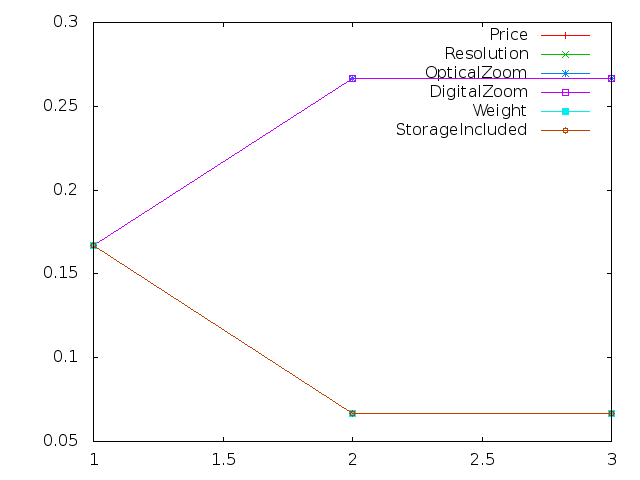 0.3
0.25
0.2
0.15
0.1
0.05
1
1.5
2
2.5
3
Price
Resolution
OpticalZoom
DigitalZoom
Weight
StorageIncluded